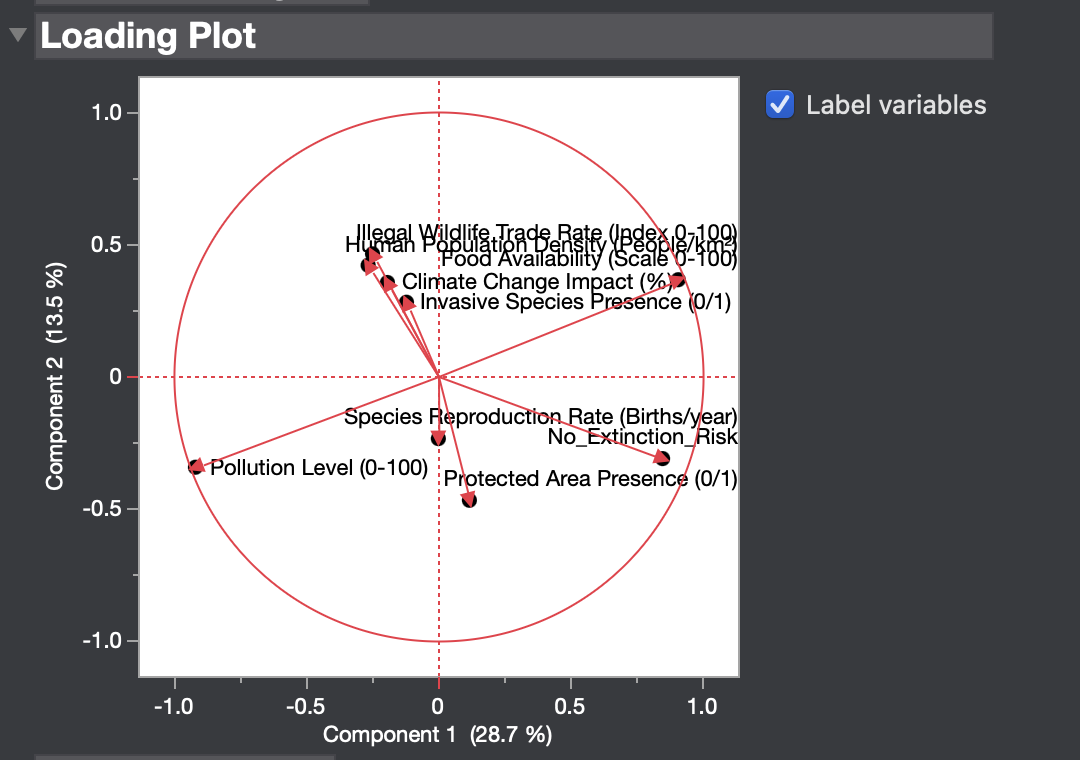 Loading Plot
Label variables
1.0
0.5
0
-0.5
-1.0
Component 2 (13.5 %)
Illegal Wildlife Trade Rate (Index 0-100)
Human Population Density (People/km²)
Food Availability (Scale 0-100)
Climate Change Impact (%)
Invasive Species Presence (0/1)
Species Reproduction Rate (Births/year)
No_Extinction_Risk
Pollution Level (0-100)
Protected Area Presence (0/1)
-1.0 -0.5 0 0.5 1.0
Component 1 (28.7 %)